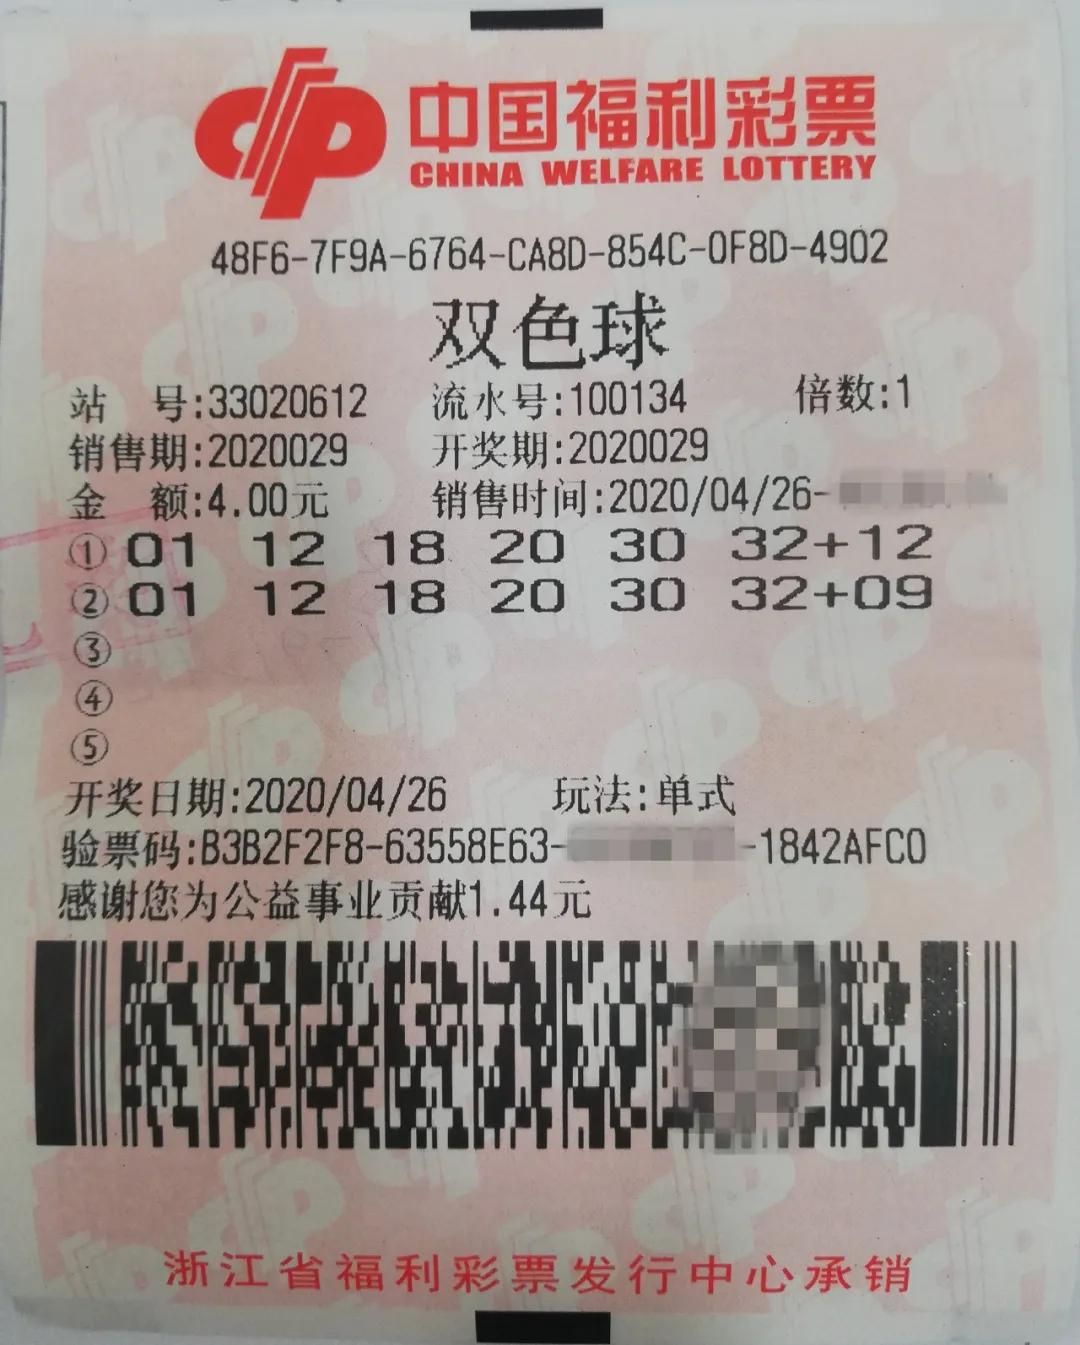 中国福利彩票
CHINA WELFARE LOTTERY
48F6-7F9A-6764-CA8D-854C-0F8D-4902
双色球
站 号:33020612 流水号:100134 倍数:1
销售期:2020029 开奖期:2020029
金 额:4.00元 销售时间:2020/04/26-
① 01 12 18 20 30 32+12
② 01 12 18 20 30 32+09
③
④
⑤
开奖日期:2020/04/26 玩法:单式
验票码:B3B2F2F8-63558E63- -1842AFC0
感谢您为公益事业贡献1.44元
浙江省福利彩票发行中心承销